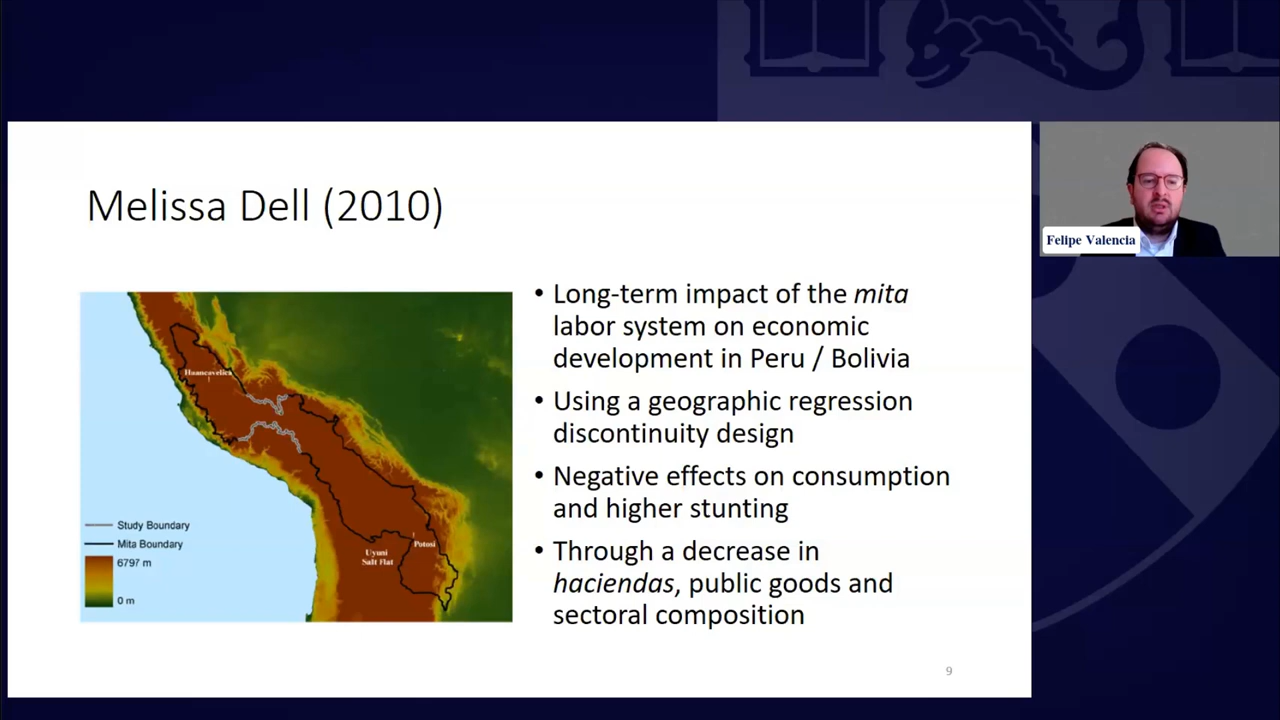 Melissa Dell (2010)
Huancavelica
Potosi
Uyuni
Salt Flat
Study Boundary
Mita Boundary
6797 m
0 m
• Long-term impact of the mita
labor system on economic
development in Peru / Bolivia
• Using a geographic regression
discontinuity design
• Negative effects on consumption
and higher stunting
• Through a decrease in
haciendas, public goods and
sectoral composition
9
Felipe Valencia